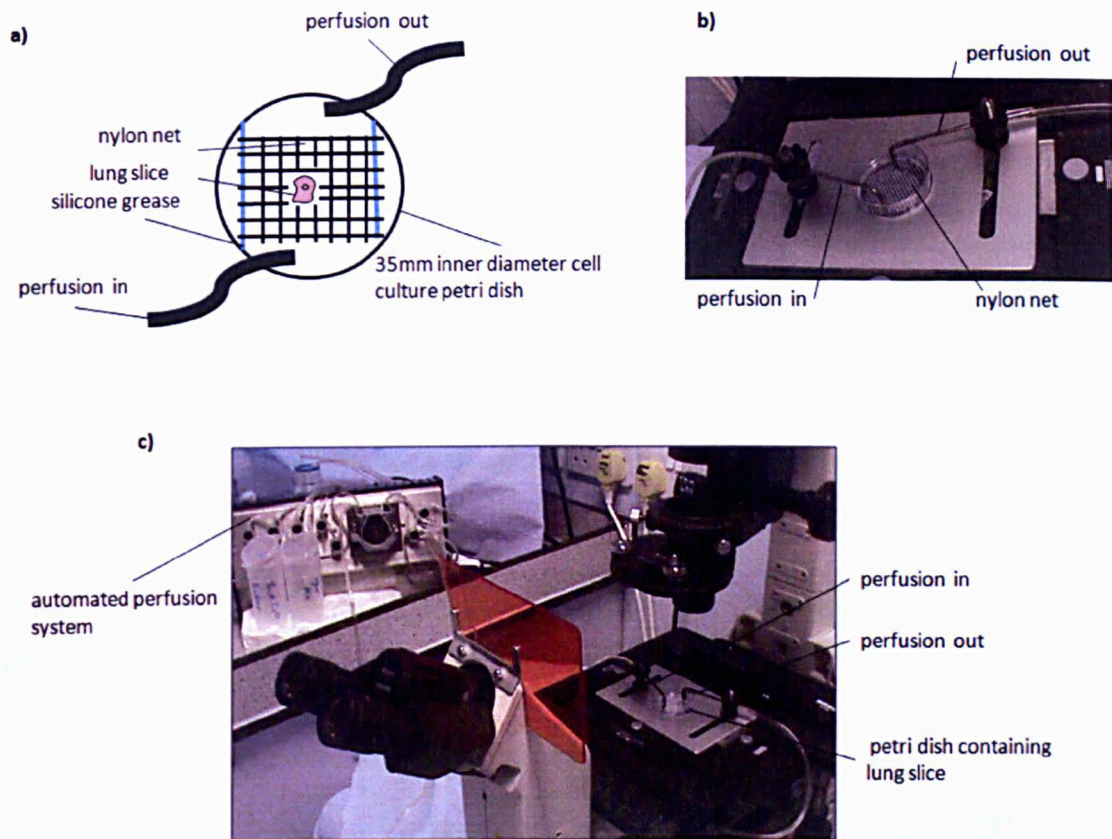 a)
perfusion out
nylon net
lung slice
silicone grease
perfusion in
35mm inner diameter cell
culture petri dish
b)
perfusion out
perfusion in
nylon net
c)
automated perfusion
system
perfusion in
perfusion out
petri dish containing
lung slice